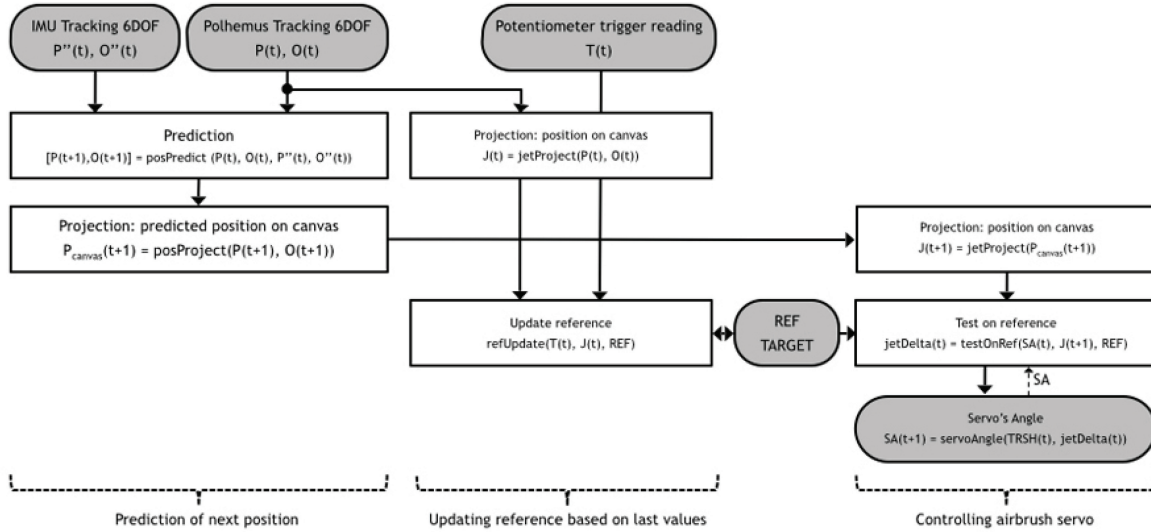 IMU Tracking 6DOF
P’’(t), O’’(t)
Polhemus Tracking 6DOF
P(t), O(t)
Potentiometer trigger reading
T(t)
Prediction
[P(t+1),O(t+1)] = posPredict (P(t), O(t), P’’(t), O’’(t))
Projection: position on canvas
J(t) = jetProject(P(t), O(t))
Projection: predicted position on canvas
Pcanvas(t+1) = posProject(P(t+1), O(t+1))
Projection: position on canvas
J(t+1) = jetProject(Pcanvas(t+1))
Update reference
refUpdate(T(t), J(t), REF)
REF
TARGET
Test on reference
jetDelta(t) = testOnRef(SA(t), J(t+1), REF)
SA
Servo’s Angle
SA(t+1) = servoAngle(TRSH(t), jetDelta(t))
Prediction of next position
Updating reference based on last values
Controlling airbrush servo